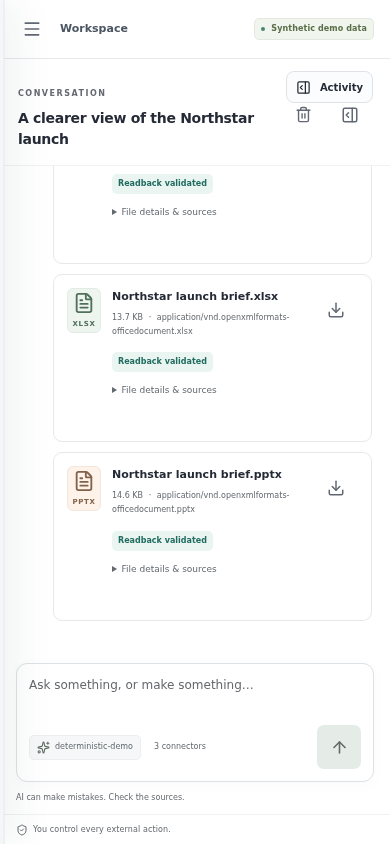 Workspace
Synthetic demo data
Activity
CONVERSATION
A clearer view of the Northstar
launch
Readback validated
File details & sources
XLSX
Northstar launch brief.xlsx
13.7 KB · application/vnd.openxmlformats-
officedocument.xlsx
Readback validated
File details & sources
PPTX
Northstar launch brief.pptx
14.6 KB · application/vnd.openxmlformats-
officedocument.pptx
Readback validated
File details & sources
Ask something, or make something…
deterministic-demo
3 connectors
AI can make mistakes. Check the sources.
You control every external action.